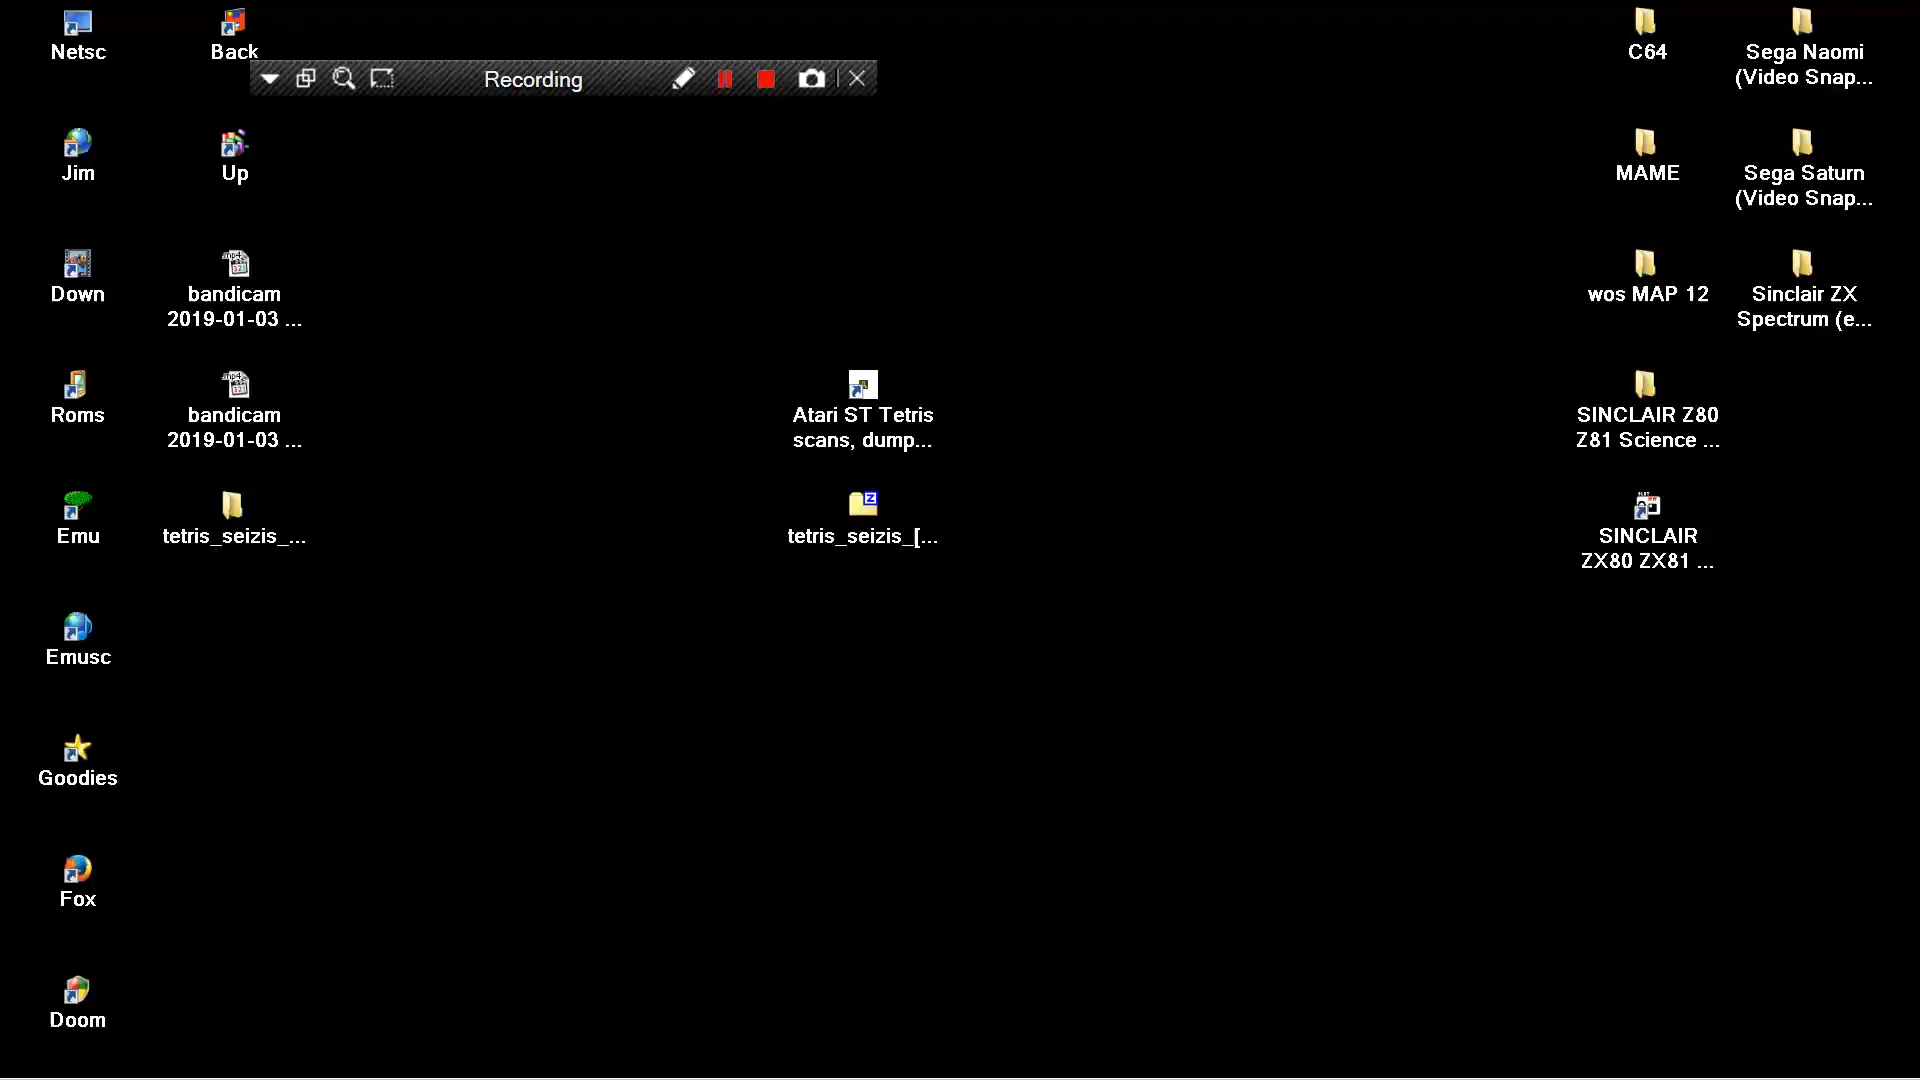 Netsc
Back
Recording
C64
Sega Naomi
(Video Snap...
Jim
Up
MAME
Sega Saturn
(Video Snap...
Down
bandicam
2019-01-03 ...
wos MAP 12
Sinclair ZX
Spectrum (e...
Roms
bandicam
2019-01-03 ...
Atari ST Tetris
scans, dump...
SINCLAIR Z80
Z81 Science ...
Emu
tetris_seizis_...
tetris_seizis_[...
SINCLAIR
ZX80 ZX81 ...
Emusc
Goodies
Fox
Doom